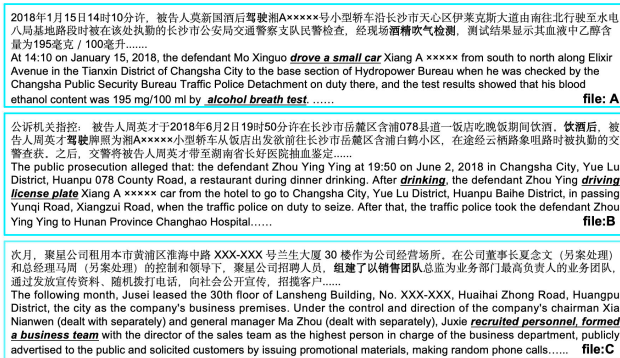 2018年1月15日14时10分许，被告人莫新国酒后驾驶湘A×××××号小型轿车沿长沙市天心区伊莱克斯大道由南往北行驶至水电
八局基地路段时被在该处执勤的长沙市公安局交通警察支队民警检查，经现场酒精吹气检测，测试结果显示其血液中乙醇含
量为195毫克 / 100毫升.......
At 14:10 on January 15, 2018, the defendant Mo Xinguo drove a small car Xiang A ××××× from south to north along Elixir
Avenue in the Tianxin District of Changsha City to the base section of Hydropower Bureau when he was checked by the
Changsha Public Security Bureau Traffic Police Detachment on duty there, and the test results showed that his blood
ethanol content was 195 mg/100 ml by alcohol breath test. …… file: A
公诉机关指控： 被告人周英才于2018年6月2日19时50分许在长沙市岳麓区含浦078县道一饭店吃晚饭期间饮酒，饮酒后，被
告人周英才驾驶牌照为湘A×××××小型轿车从饭店出发欲前往长沙市岳麓区含浦白鹤小区，在途经云栖路象咀路时被执勤的交
警查获，之后，交警将被告人周英才带至湖南省长好医院抽血鉴定......
The public prosecution alleged that: the defendant Zhou Ying Ying at 19:50 on June 2, 2018 in Changsha City, Yue Lu
District, Huanpu 078 County Road, a restaurant during dinner drinking. After drinking, the defendant Zhou Ying driving
license plate Xiang A ××××× car from the hotel to go to Changsha City, Yue Lu District, Huanpu Baihe District, in passing
Yunqi Road, Xiangzui Road, when the traffic police on duty to seize. After that, the traffic police took the defendant Zhou
Ying Ying to Hunan Province Changhao Hospital…… file:B
次月，聚星公司租用本市黄浦区淮海中路 XXX-XXX 号兰生大厦 30 楼作为公司经营场所，在公司董事长夏念文（另案处理）
和总经理马周（另案处理）的控制和领导下，聚星公司招聘人员，组建了以销售团队总监为业务部门最高负责人的业务团队，
通过发放宣传资料、随机拨打电话，向社会公开宣传，招揽客户......
The following month, Jusei leased the 30th floor of Lansheng Building, No. XXX-XXX, Huaihai Zhong Road, Huangpu
District, the city as the company's business premises. Under the control and direction of the company's chairman Xia
Nianwen (dealt with separately) and general manager Ma Zhou (dealt with separately), Juxie recruited personnel, formed
a business team with the director of the sales team as the highest person in charge of the business department, publicly
advertised to the public and solicited customers by issuing promotional materials, making random phone calls…… file:C